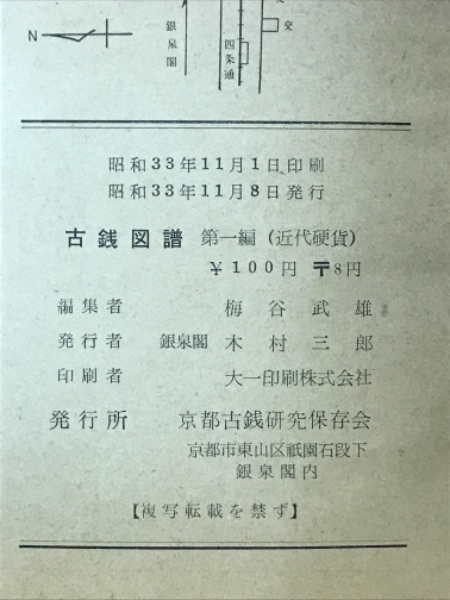 N
銀泉閣
四条通
交
昭和33年11月1日印刷
昭和33年11月8日発行
古銭図譜 第一編 (近代硬貨)
¥100円 〒8円
編集者 梅谷武雄
発行者 銀泉閣 木村三郎
印刷者 大一印刷株式会社
発行所 京都古銭研究保存会
京都市東山区祇園石段下
銀泉閣内
【複写転載を禁ず】